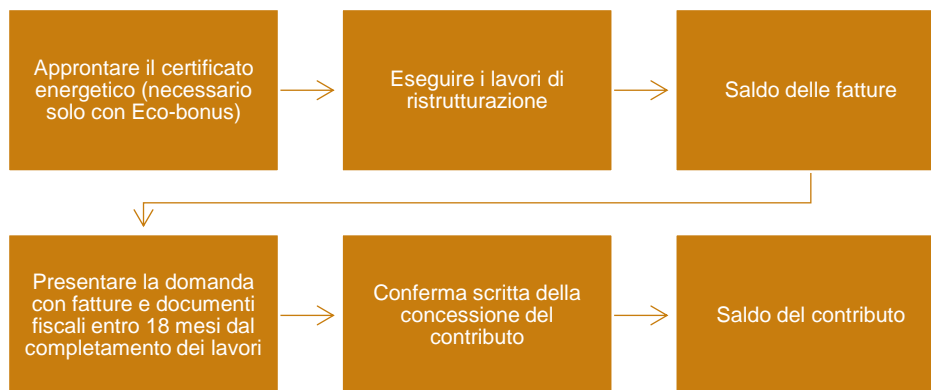 Approntare il certificato
energetico (necessario
solo con Eco-bonus)
Eseguire i lavori di
ristrutturazione
Saldo delle fatture
Presentare la domanda
con fatture e documenti
fiscali entro 18 mesi dal
completamento dei lavori
Conferma scritta della
concessione del
contributo
Saldo del contributo